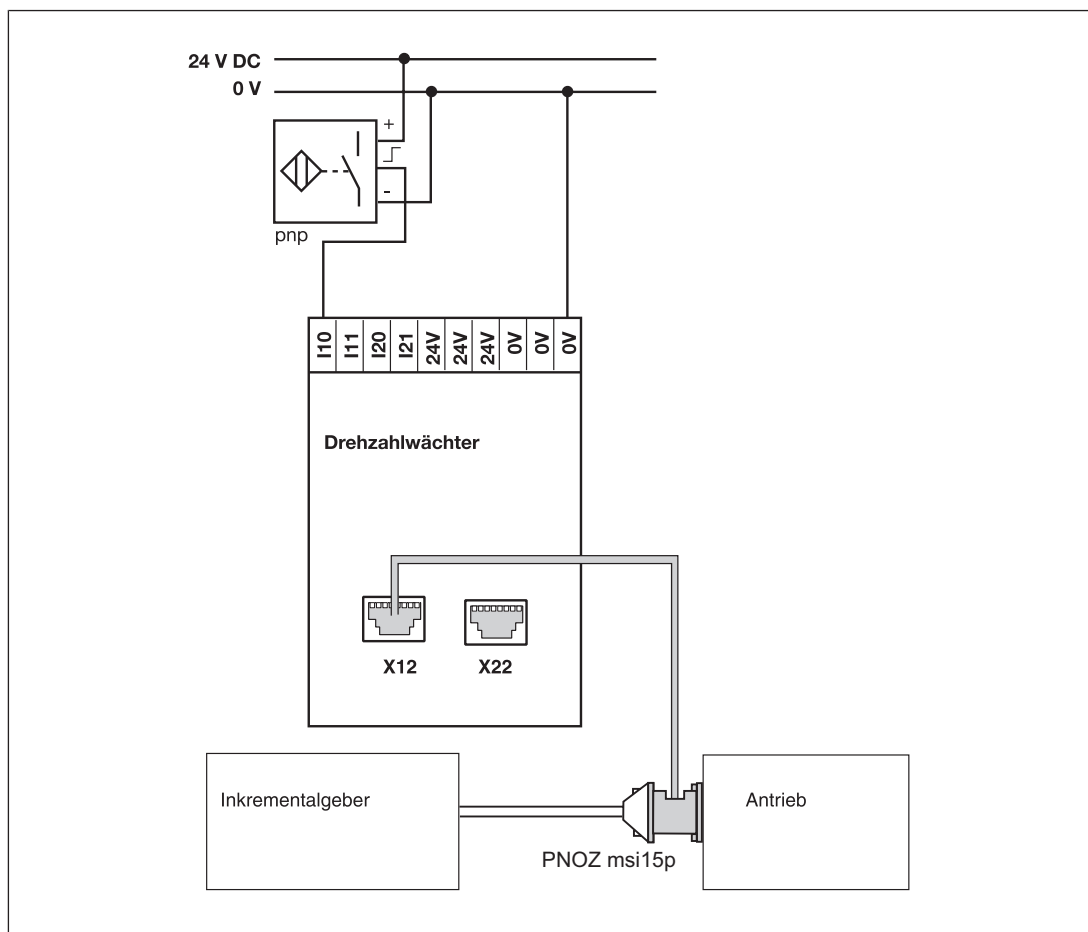 24 V DC
0 V
+
-
pnp
I10 I11 I20 I21 24V 24V 24V 0V 0V 0V
Drehzahlwächter
X12 X22
Inkrementalgeber
Antrieb
PNOZ msi15p